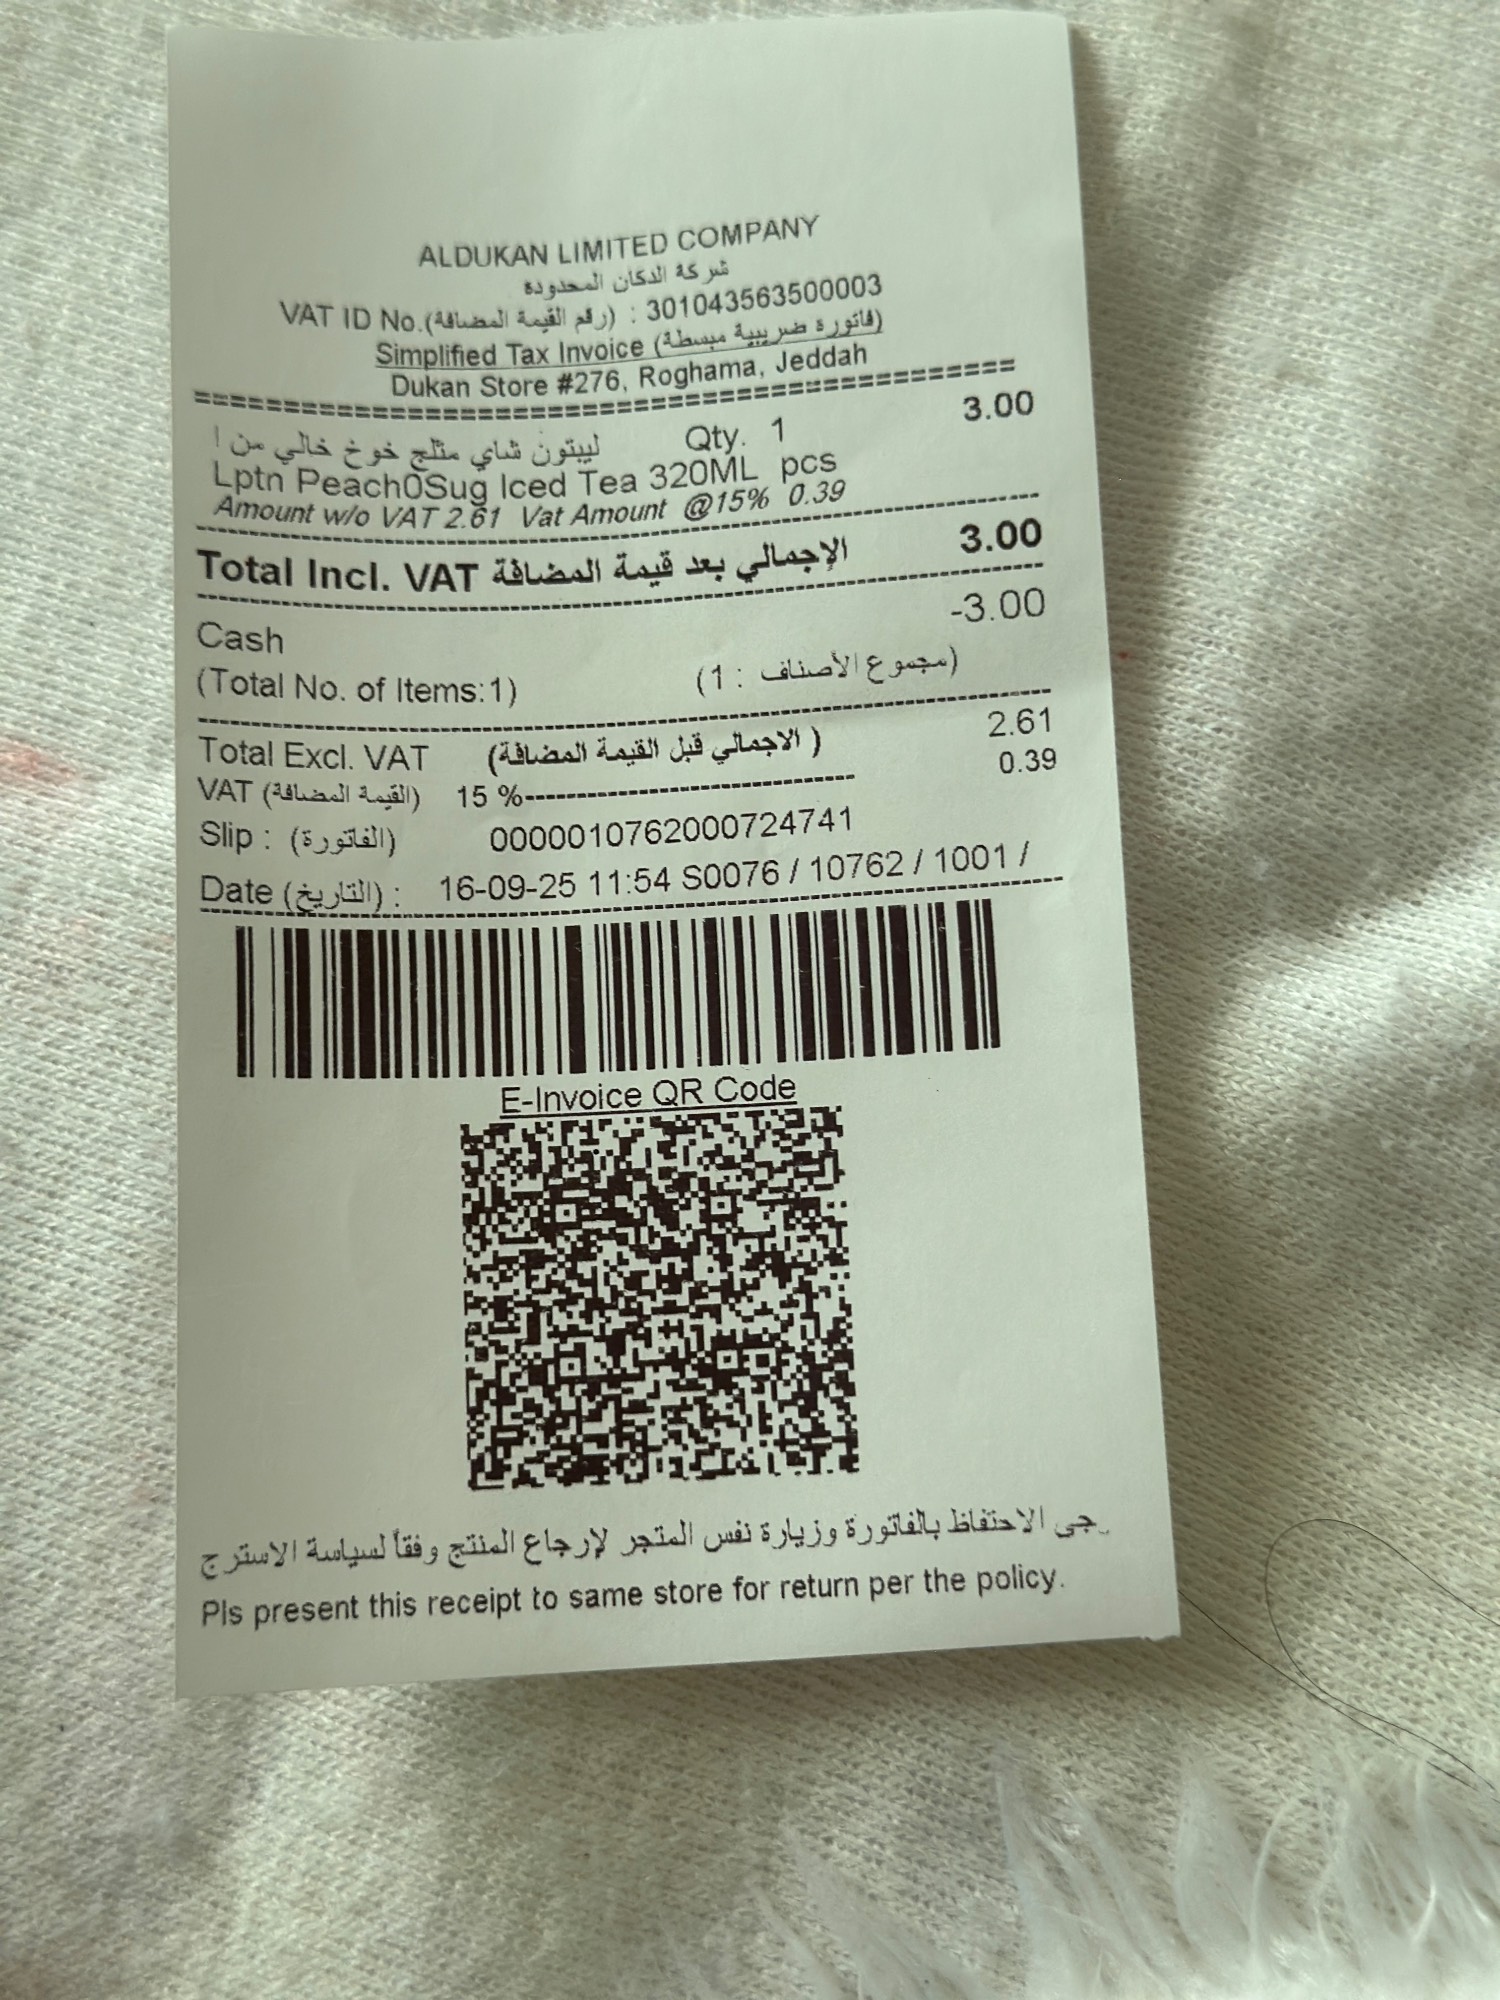 ALDUKAN LIMITED COMPANY
شركة الدكان المحدودة
VAT ID No.(رقم القيمة المضافة) : 301043563500003
Simplified Tax Invoice (فاتورة ضريبية مبسطة)
Dukan Store #276, Roghama, Jeddah
=============================================
ليبتون شاي مثلج خوخ خالي من ا Qty. 1 3.00
Lptn Peach0Sug Iced Tea 320ML pcs
Amount w/o VAT 2.61 Vat Amount @15% 0.39
Total Incl. VAT الإجمالي بعد قيمة المضافة 3.00
Cash -3.00
(Total No. of Items:1) (مجموع الأصناف : 1)
Total Excl. VAT (الاجمالي قبل القيمة المضافة ) 2.61
VAT (القيمة المضافة) 15 %------------------------------ 0.39
Slip : (الفاتورة) 0000010762000724741
Date (التاريخ) : 16-09-25 11:54 S0076 / 10762 / 1001 /
E-Invoice QR Code
جى الاحتفاظ بالفاتورة وزيارة نفس المتجر لإرجاع المنتج وفقاً لسياسة الاسترج
Pls present this receipt to same store for return per the policy.